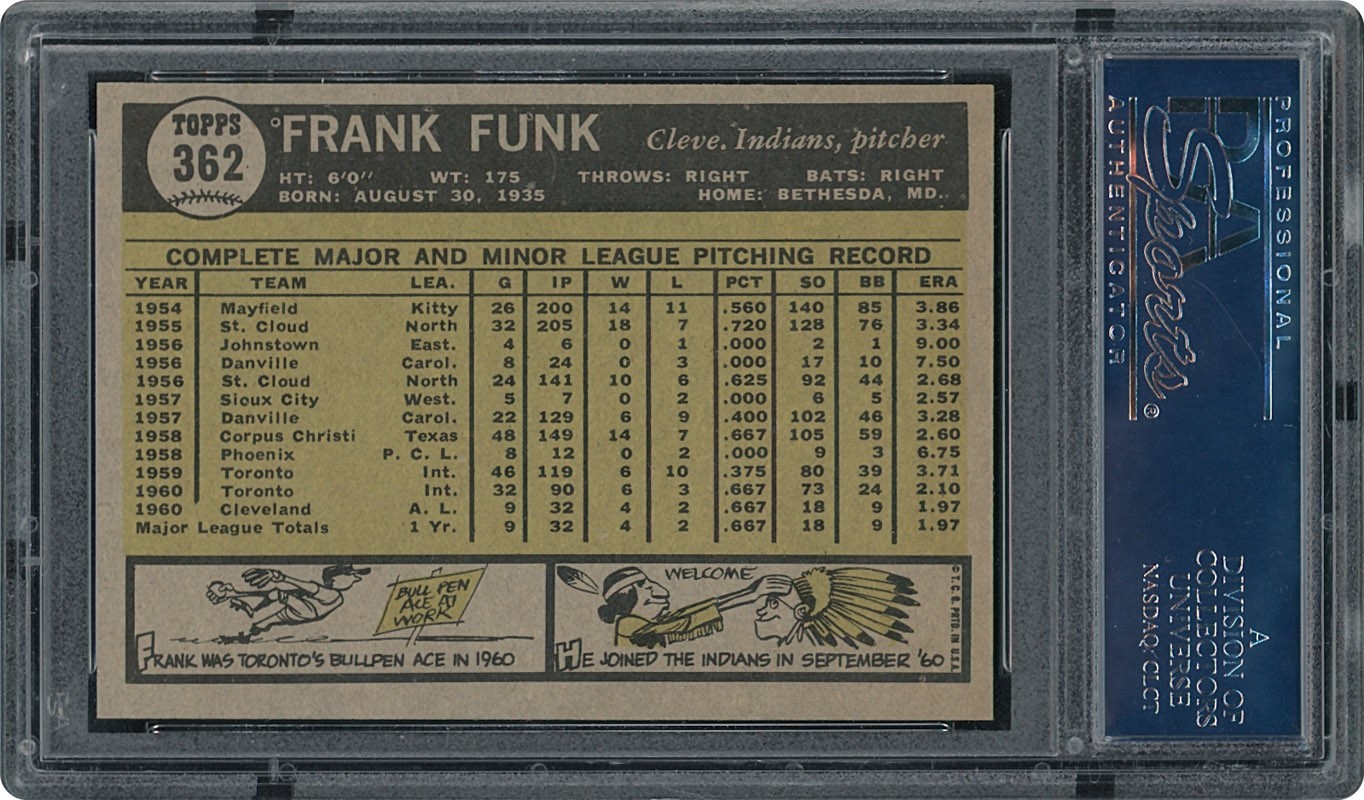 TOPPS
362
FRANK FUNK Cleve. Indians, pitcher
HT: 6'0" WT: 175 THROWS: RIGHT BATS: RIGHT
BORN: AUGUST 30, 1935 HOME: BETHESDA, MD.
COMPLETE MAJOR AND MINOR LEAGUE PITCHING RECORD
YEAR TEAM LEA. G IP W L PCT SO BB ERA
1954 Mayfield Kitty 26 200 14 11 .560 140 85 3.86
1955 St. Cloud North 32 205 18 7 .720 128 76 3.34
1956 Johnstown East. 4 6 0 1 .000 2 1 9.00
1956 Danville Carol. 8 24 0 3 .000 17 10 7.50
1956 St. Cloud North 24 141 10 6 .625 92 44 2.68
1957 Sioux City West. 5 7 0 2 .000 6 5 2.57
1957 Danville Carol. 22 129 6 9 .400 102 46 3.28
1958 Corpus Christi Texas 48 149 14 7 .667 105 59 2.60
1958 Phoenix P. C. L. 8 12 0 2 .000 9 3 6.75
1959 Toronto Int. 46 119 6 10 .375 80 39 3.71
1960 Toronto Int. 32 90 6 3 .667 73 24 2.10
1960 Cleveland A. L. 9 32 4 2 .667 18 9 1.97
Major League Totals 1 Yr. 9 32 4 2 .667 18 9 1.97
BULL PEN
ACE AT
WORK
FRANK WAS TORONTO'S BULLPEN ACE IN 1960
WELCOME
HE JOINED THE INDIANS IN SEPTEMBER '60
© T. C. G. PRTD. IN U.S.A.
PROFESSIONAL
PSA
Sports®
AUTHENTICATOR
A
DIVISION OF
COLLECTORS
UNIVERSE
NASDAQ: CLCT